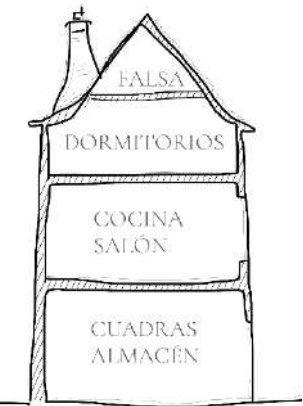 FALSA
DORMITORIOS
COCINA
SALÓN
CUADRAS
ALMACÉN